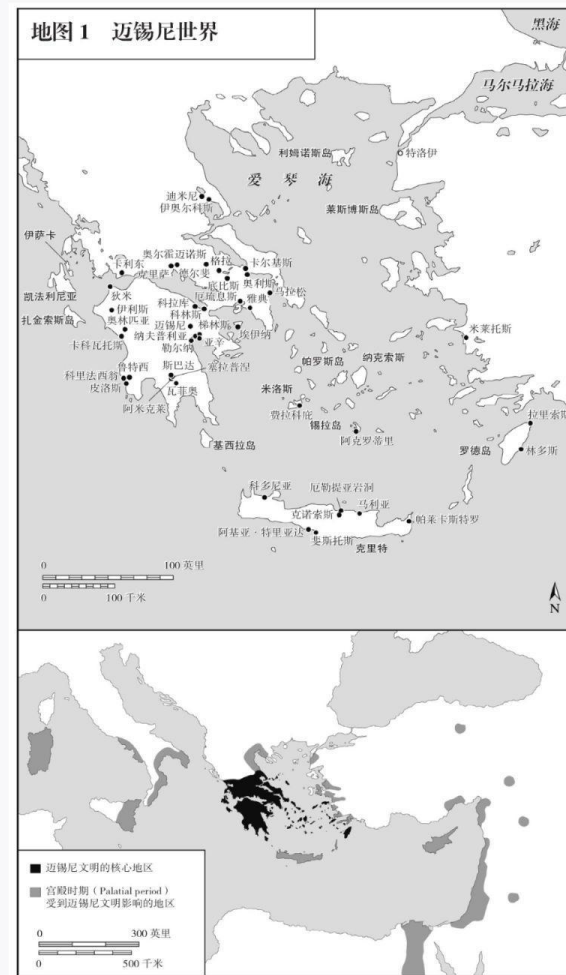 地图 1 迈锡尼世界
黑海
马尔马拉海
利姆诺斯岛
特洛伊
爱琴海
迪米尼
伊奥尔科斯
莱斯博斯岛
伊萨卡
奥尔霍迈诺斯
格拉
卡尔基斯
卡利东
克里萨
德尔斐
奥利斯
底比斯
马拉松
凯法利尼亚
狄米
厄琉息斯
雅典
伊利斯
科拉库
科林斯
扎金索斯岛
奥林匹亚
迈锡尼
梯林斯
埃伊纳
米莱托斯
卡科瓦托斯
纳夫普利亚
亚辛
勒尔纳
斯巴达
塞拉普涅
帕罗斯岛
纳克索斯
鲁特西
科里法西翁
皮洛斯
瓦菲奥
阿米克莱
米洛斯
费拉科庇
锡拉岛
阿克罗蒂里
拉里索斯
基西拉岛
罗德岛
林多斯
科多尼亚
厄勒提亚岩洞
克诺索斯
马利亚
帕莱卡斯特罗
阿基亚·特里亚达
斐斯托斯
克里特
0 100 英里
0 100 千米
N
迈锡尼文明的核心地区
宫殿时期（Palatial period）
受到迈锡尼文明影响的地区
0 300 英里
0 500 千米